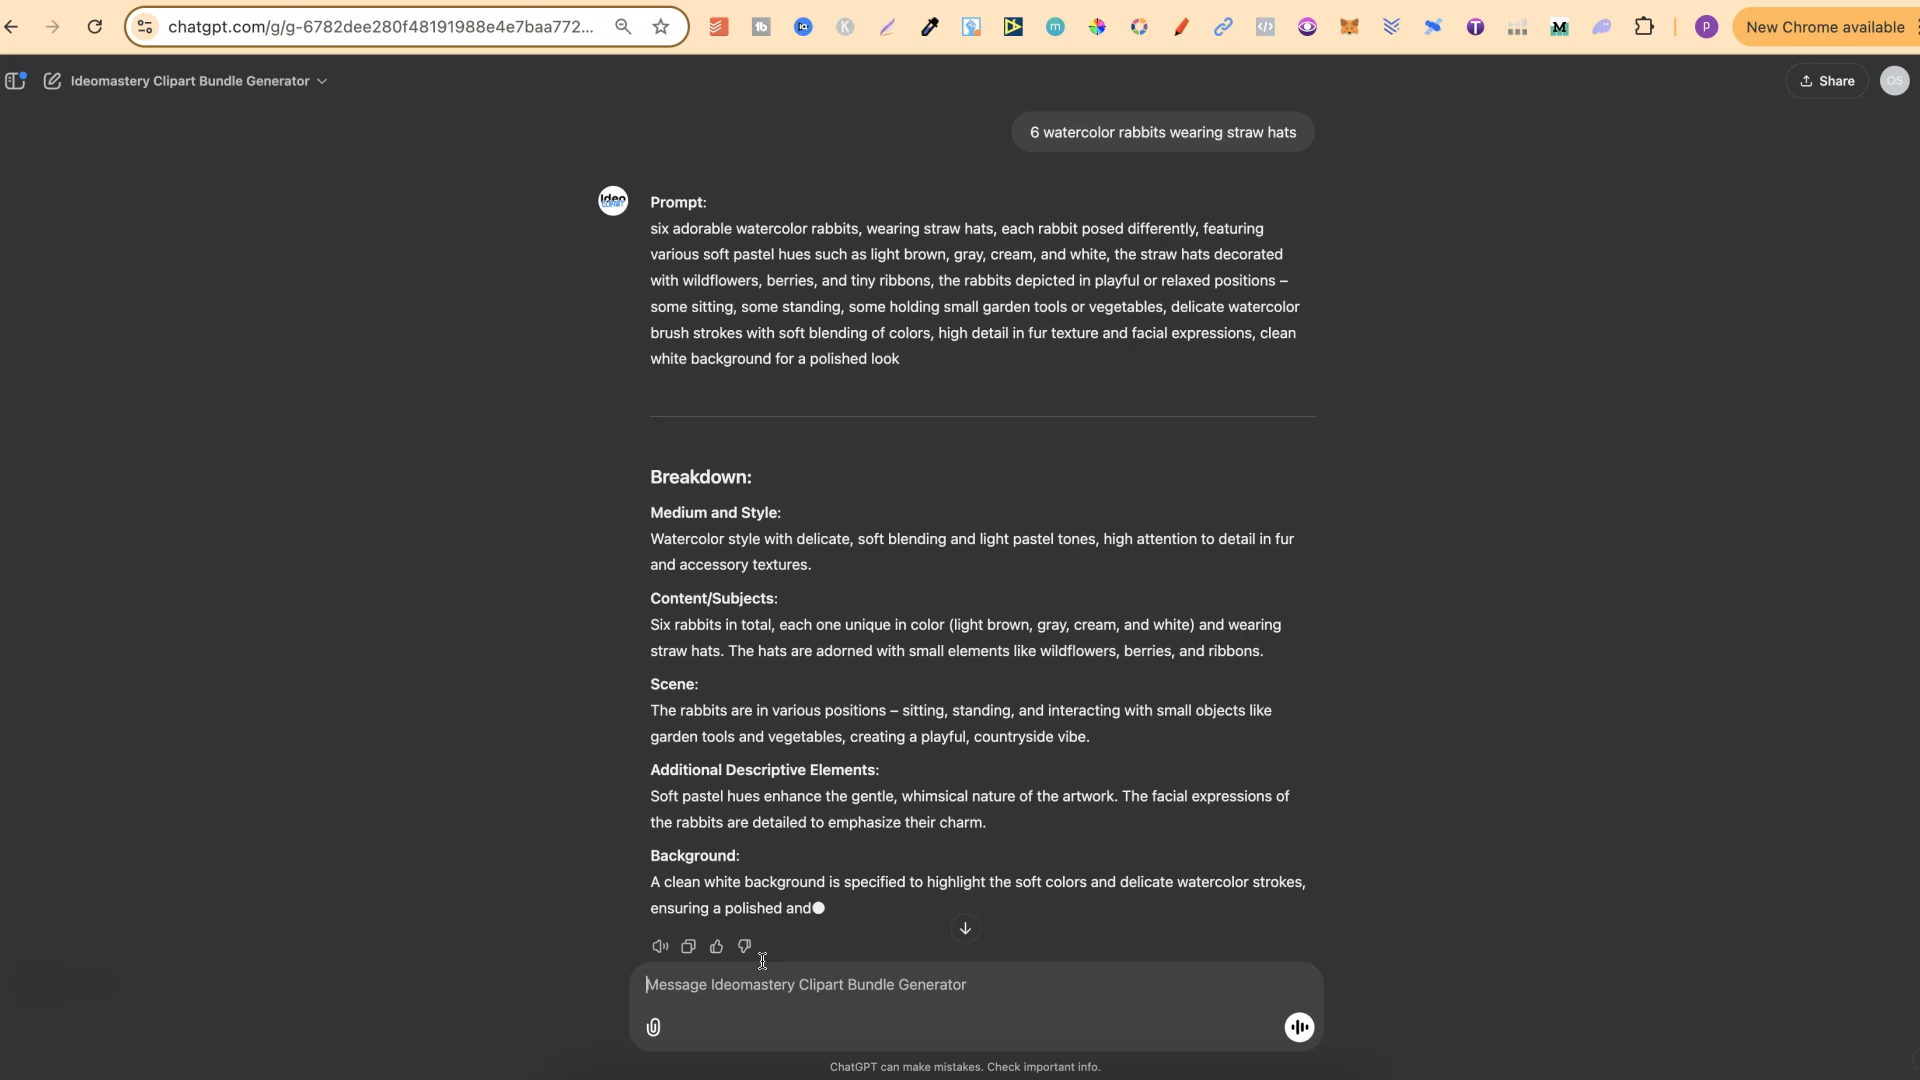 chatgpt.com/g/g-6782dee280f48191988e4e7baa772...
New Chrome available
Ideomastery Clipart Bundle Generator
Share
OS
6 watercolor rabbits wearing straw hats
Prompt:
six adorable watercolor rabbits, wearing straw hats, each rabbit posed differently, featuring
various soft pastel hues such as light brown, gray, cream, and white, the straw hats decorated
with wildflowers, berries, and tiny ribbons, the rabbits depicted in playful or relaxed positions –
some sitting, some standing, some holding small garden tools or vegetables, delicate watercolor
brush strokes with soft blending of colors, high detail in fur texture and facial expressions, clean
white background for a polished look
Breakdown:
Medium and Style:
Watercolor style with delicate, soft blending and light pastel tones, high attention to detail in fur
and accessory textures.
Content/Subjects:
Six rabbits in total, each one unique in color (light brown, gray, cream, and white) and wearing
straw hats. The hats are adorned with small elements like wildflowers, berries, and ribbons.
Scene:
The rabbits are in various positions – sitting, standing, and interacting with small objects like
garden tools and vegetables, creating a playful, countryside vibe.
Additional Descriptive Elements:
Soft pastel hues enhance the gentle, whimsical nature of the artwork. The facial expressions of
the rabbits are detailed to emphasize their charm.
Background:
A clean white background is specified to highlight the soft colors and delicate watercolor strokes,
ensuring a polished and
Message Ideomastery Clipart Bundle Generator
ChatGPT can make mistakes. Check important info.